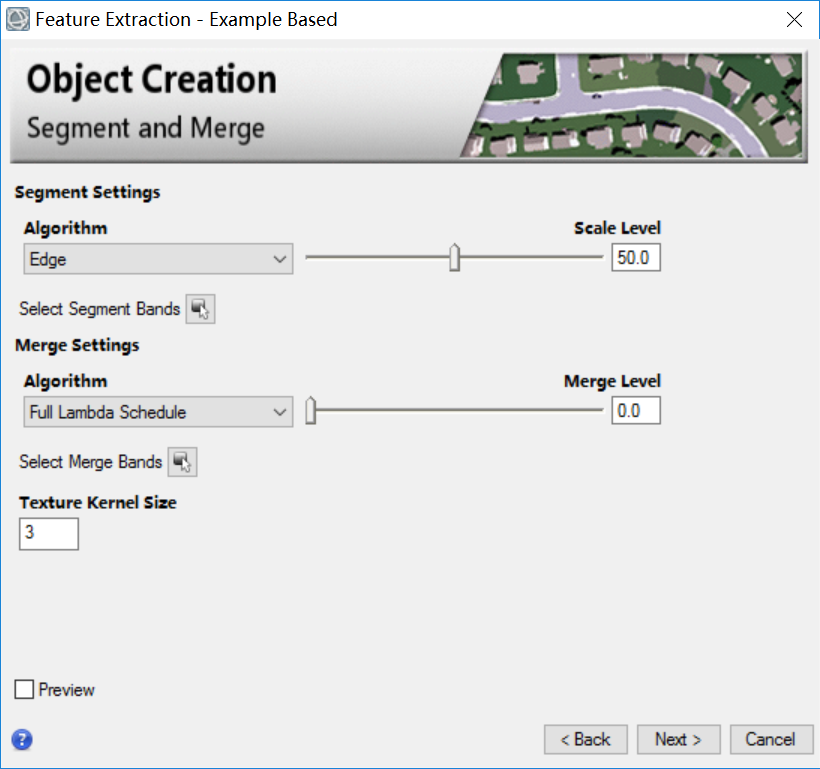 Feature Extraction - Example Based
Object Creation
Segment and Merge
Segment Settings
Algorithm
Scale Level
Edge
50.0
Select Segment Bands
Merge Settings
Algorithm
Merge Level
Full Lambda Schedule
0.0
Select Merge Bands
Texture Kernel Size
3
Preview
?
< Back
Next >
Cancel